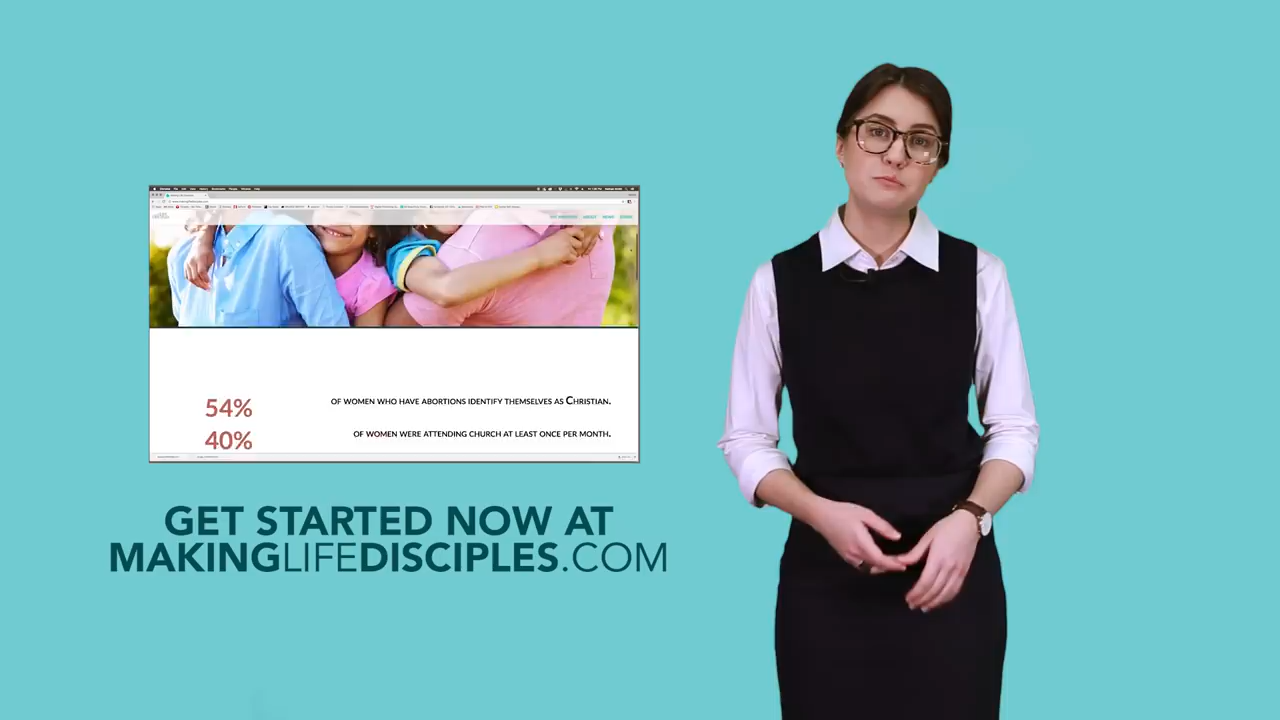 54%
OF WOMEN WHO HAVE ABORTIONS IDENTIFY THEMSELVES AS CHRISTIAN.
40%
OF WOMEN WERE ATTENDING CHURCH AT LEAST ONCE PER MONTH.
GET STARTED NOW AT
MAKINGLIFEDISCIPLES.COM